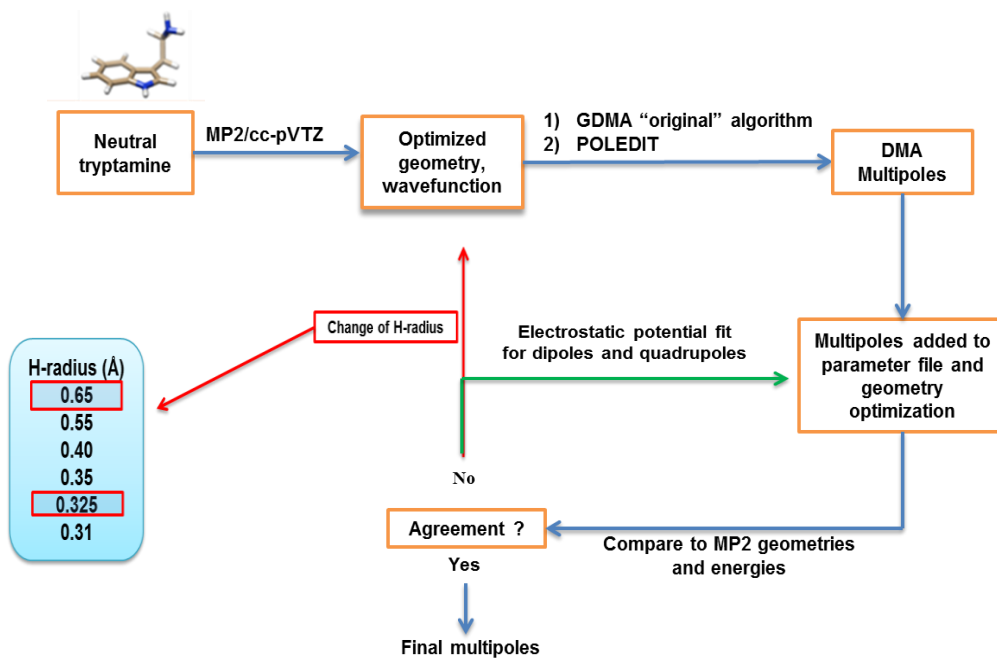 Neutral
tryptamine
MP2/cc-pVTZ
Optimized
geometry,
wavefunction
1) GDMA “original” algorithm
2) POLEDIT
DMA
Multipoles
Change of H-radius
Electrostatic potential fit
for dipoles and quadrupoles
Multipoles added to
parameter file and
geometry
optimization
H-radius (Å)
0.65
0.55
0.40
0.35
0.325
0.31
No
Agreement ?
Compare to MP2 geometries
and energies
Yes
Final multipoles